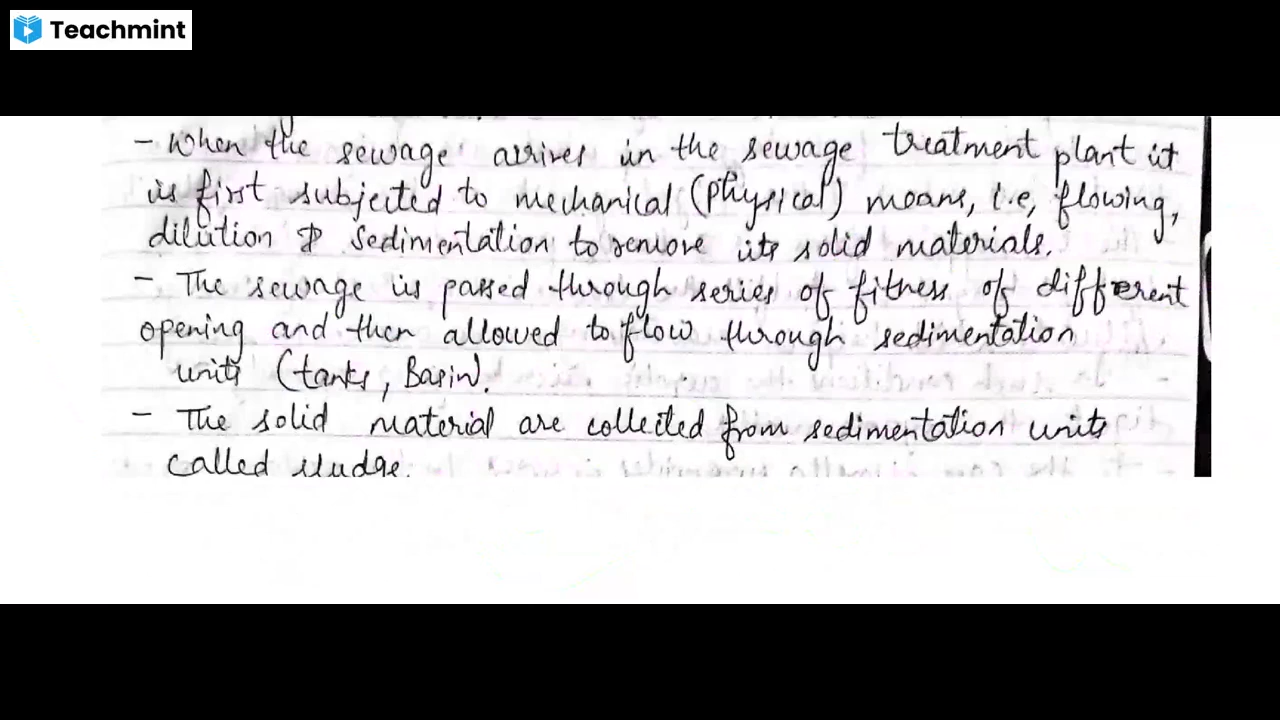 Teachmint
- When the sewage arrives in the sewage treatment plant it
is first subjected to mechanical (Physical) means, i.e, flowing,
dilution & sedimentation to remove its solid materials.
- The sewage is passed through series of fitness of different
opening and then allowed to flow through sedimentation
units (tanks, Basin).
- The solid material are collected from sedimentation units
called sludge.